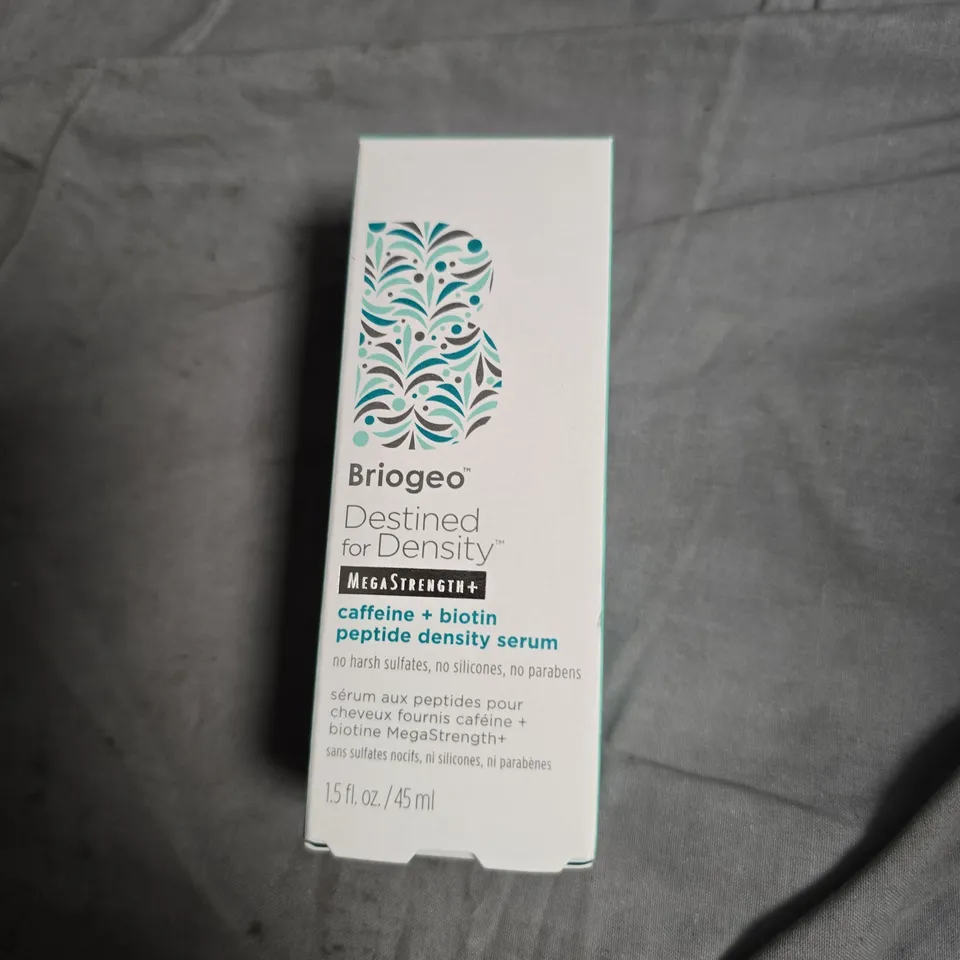 Briogeo™
Destined
for Density™
MEGASTRENGTH+
caffeine + biotin
peptide density serum
no harsh sulfates, no silicones, no parabens
sérum aux peptides pour
cheveux fournis caféine +
biotine MegaStrength+
sans sulfates nocifs, ni silicones, ni parabènes
1.5 fl. oz. / 45 ml